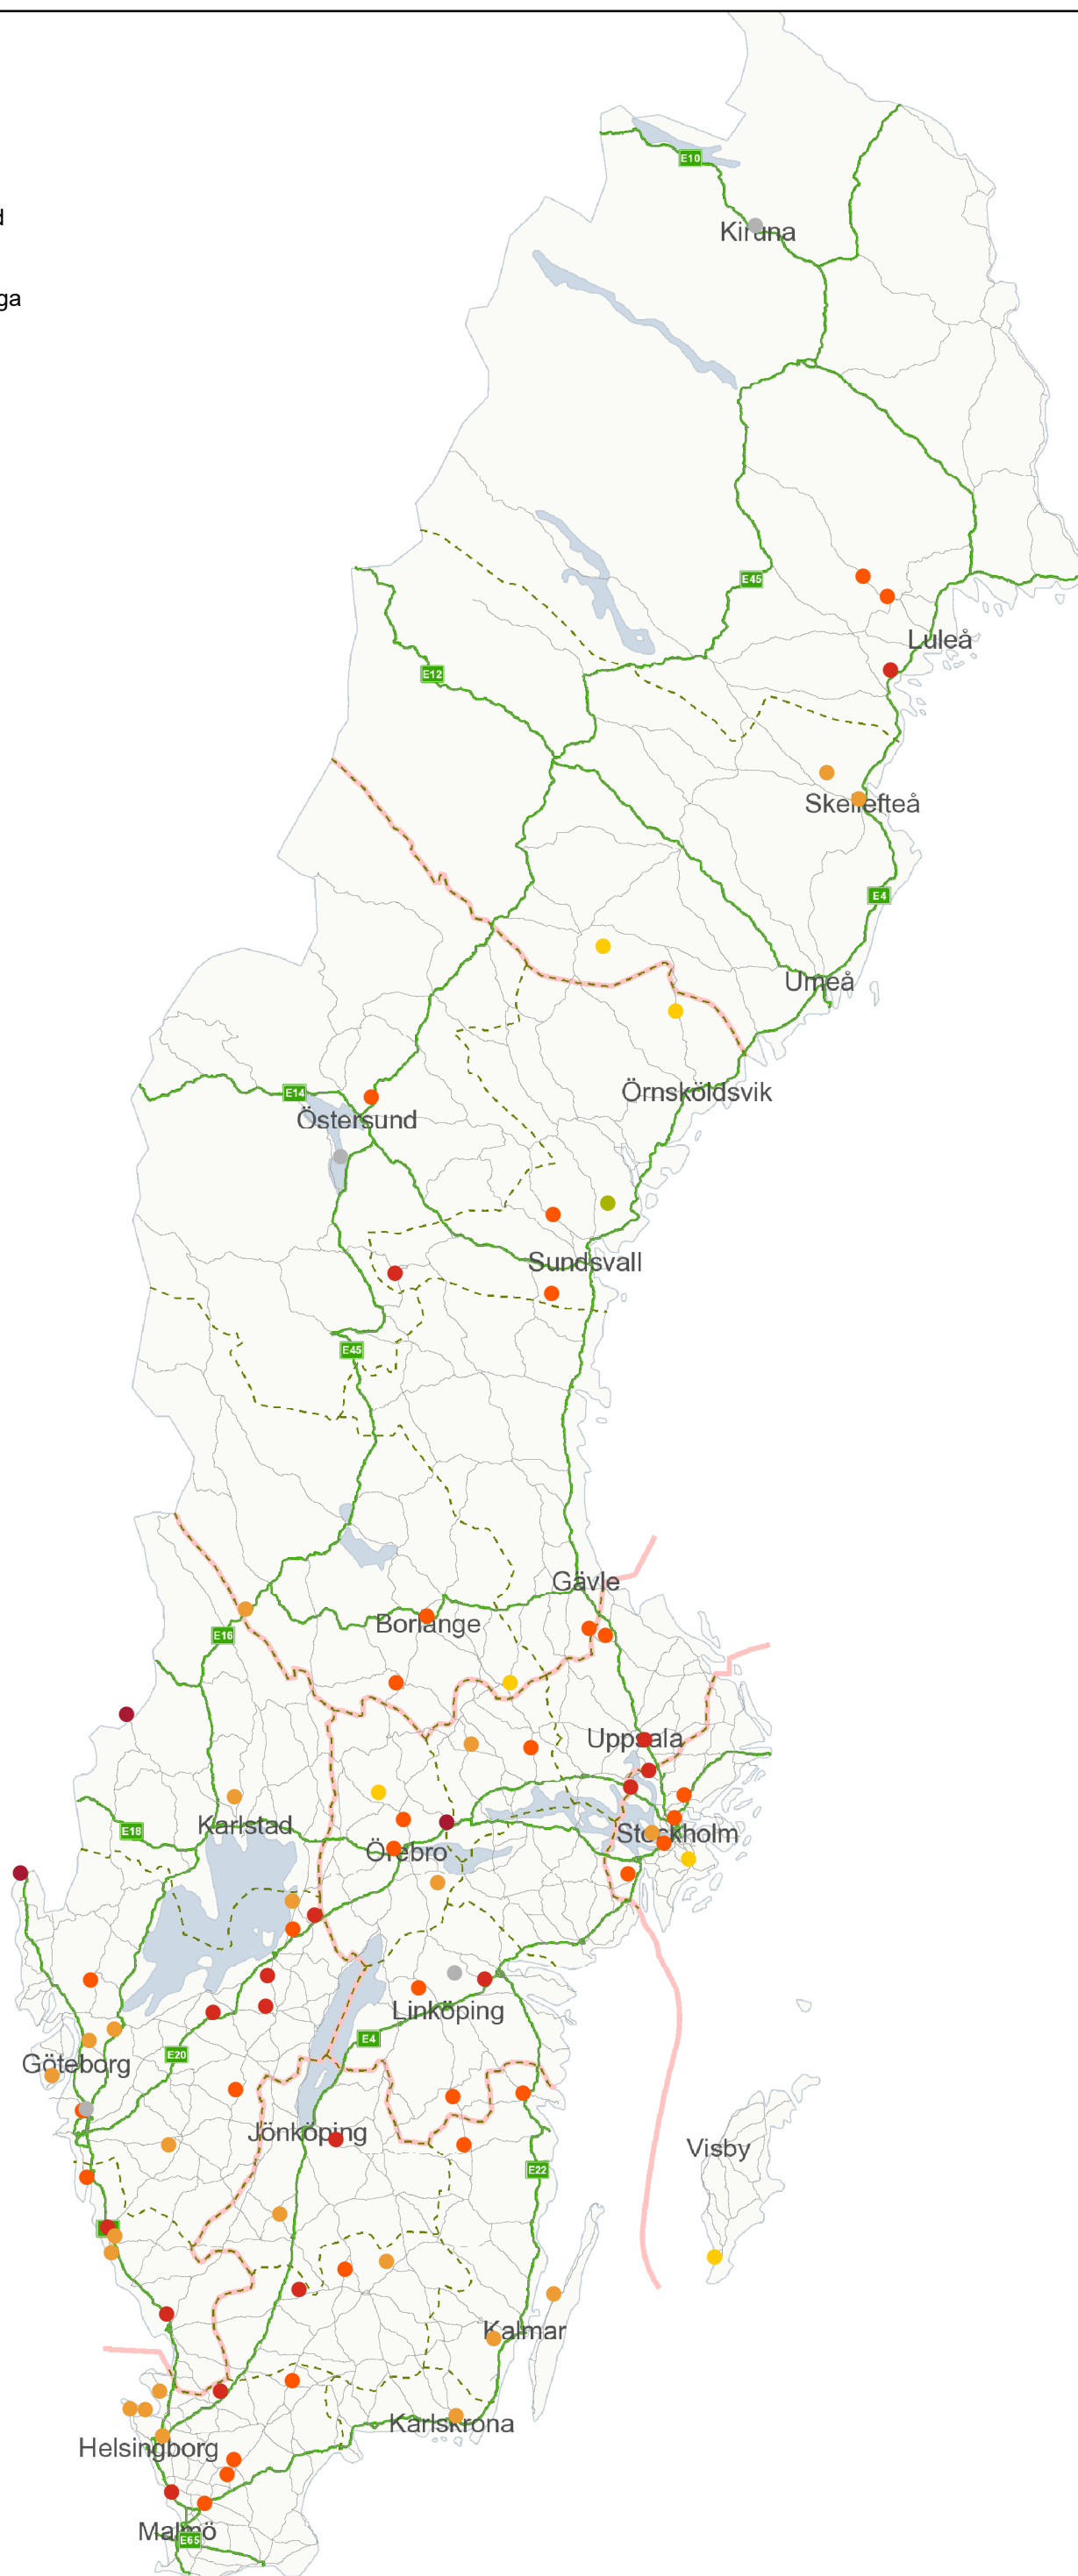 E10
d
Kiruna
ga
E45
Luleå
E12
Skellefteå
E4
Umeå
Örnsköldsvik
E14
Östersund
Sundsvall
E45
Gävle
Borlänge
E16
Uppsala
Karlstad
E18
Stockholm
Örebro
Linköping
E4
E20
Göteborg
Jönköping
Visby
E22
Kalmar
Karlskrona
Helsingborg
Malmö
E65